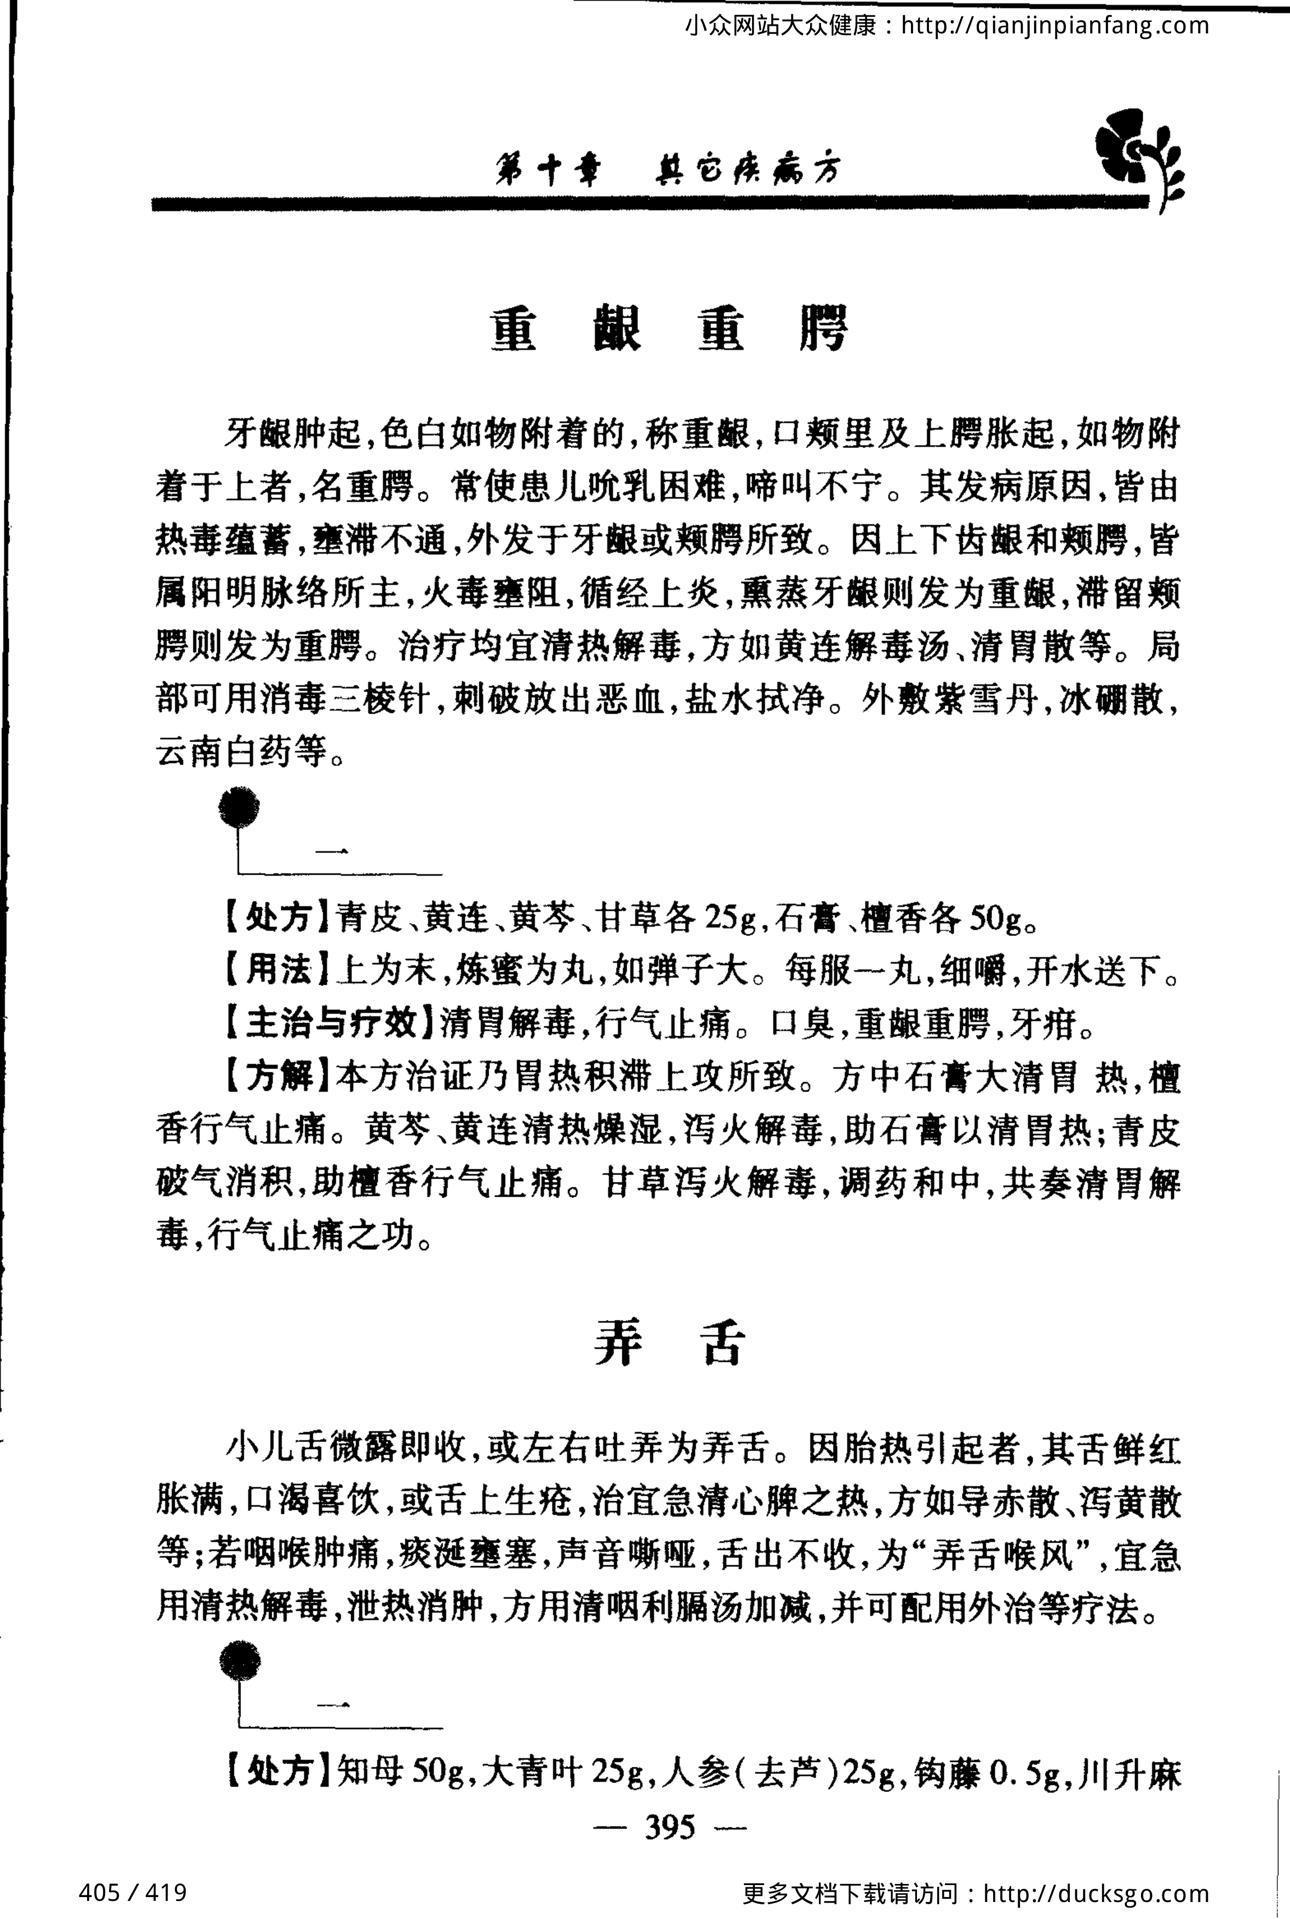 小众网站大众健康：http://qianjinpianfang.com
第十章 其它疾病方
重 龈 重 腭
牙龈肿起,色白如物附着的,称重龈,口颊里及上腭胀起,如物附
着于上者,名重腭。常使患儿吮乳困难,啼叫不宁。其发病原因,皆由
热毒蕴蓄,壅滞不通,外发于牙龈或颊腭所致。因上下齿龈和颊腭,皆
属阳明脉络所主,火毒壅阻,循经上炎,熏蒸牙龈则发为重龈,滞留颊
腭则发为重腭。治疗均宜清热解毒,方如黄连解毒汤、清胃散等。局
部可用消毒三棱针,刺破放出恶血,盐水拭净。外敷紫雪丹,冰硼散,
云南白药等。
一
【处方】青皮、黄连、黄芩、甘草各 25g,石膏、檀香各 50g。
【用法】上为末,炼蜜为丸,如弹子大。每服一丸,细嚼,开水送下。
【主治与疗效】清胃解毒,行气止痛。口臭,重龈重腭,牙疳。
【方解】本方治证乃胃热积滞上攻所致。方中石膏大清胃 热,檀
香行气止痛。黄芩、黄连清热燥湿,泻火解毒,助石膏以清胃热;青皮
破气消积,助檀香行气止痛。甘草泻火解毒,调药和中,共奏清胃解
毒,行气止痛之功。
弄 舌
小儿舌微露即收,或左右吐弄为弄舌。因胎热引起者,其舌鲜红
胀满,口渴喜饮,或舌上生疮,治宜急清心脾之热,方如导赤散、泻黄散
等;若咽喉肿痛,痰涎壅塞,声音嘶哑,舌出不收,为“弄舌喉风”,宜急
用清热解毒,泄热消肿,方用清咽利膈汤加减,并可配用外治等疗法。
一
【处方】知母 50g,大青叶 25g,人参(去芦)25g,钩藤 0.5g,川升麻
— 395 —
405 / 419
更多文档下载请访问：http://ducksgo.com